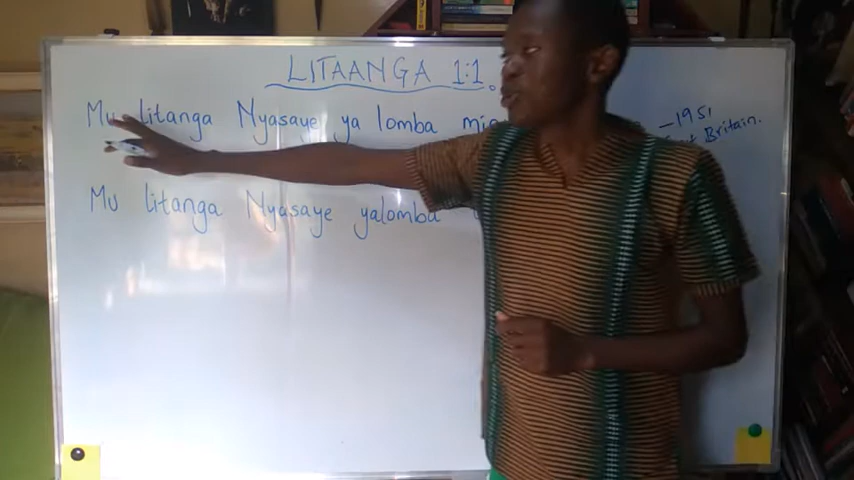 LITAANGA 1:1.
Mu litanga Nyasaye ya lomba
Mu litanga Nyasaye yalomba
-1951
Britain.